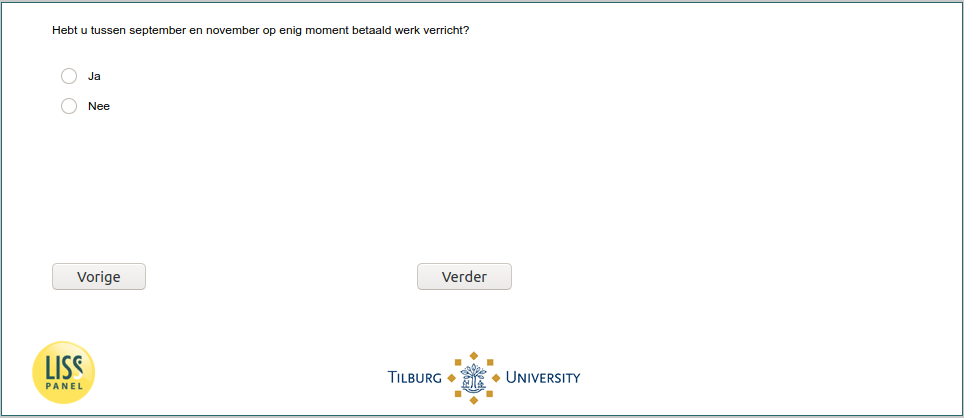 Hebt u tussen september en november op enig moment betaald werk verricht?
Ja
Nee
Vorige
Verder
LISS
PANEL
TILBURG UNIVERSITY